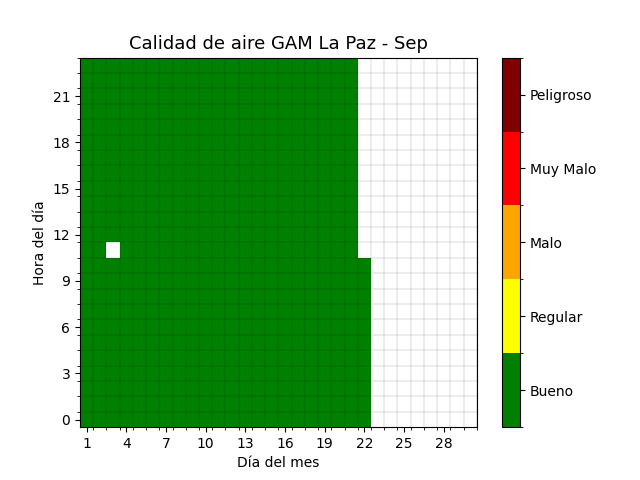 Calidad de aire GAM La Paz - Sep
21
18
15
12
9
6
3
0
Hora del día
1 4 7 10 13 16 19 22 25 28
Día del mes
Peligroso
Muy Malo
Malo
Regular
Bueno